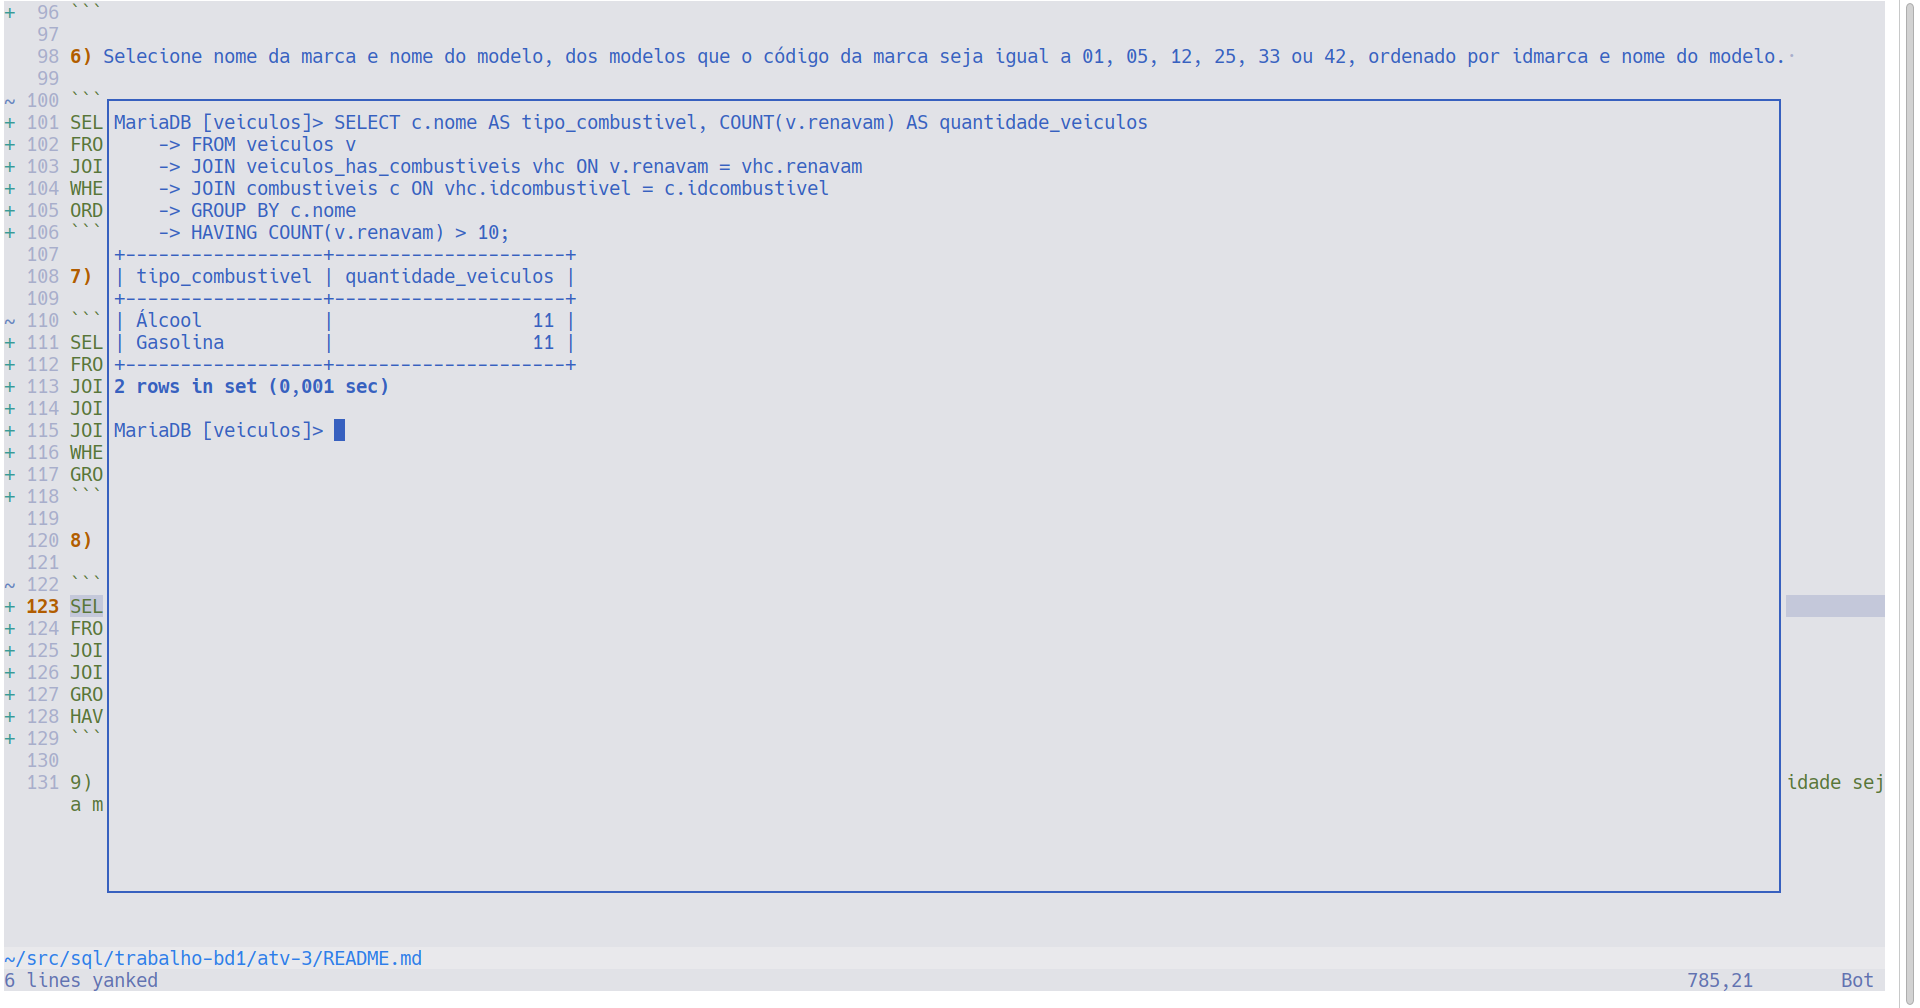 +  96 ```
   97
   98 6) Selecione nome da marca e nome do modelo, dos modelos que o código da marca seja igual a 01, 05, 12, 25, 33 ou 42, ordenado por idmarca e nome do modelo.·
   99
~ 100 ```
+ 101 SEL MariaDB [veiculos]> SELECT c.nome AS tipo_combustivel, COUNT(v.renavam) AS quantidade_veiculos
+ 102 FRO     -> FROM veiculos v
+ 103 JOI     -> JOIN veiculos_has_combustiveis vhc ON v.renavam = vhc.renavam
+ 104 WHE     -> JOIN combustiveis c ON vhc.idcombustivel = c.idcombustivel
+ 105 ORD     -> GROUP BY c.nome
+ 106 ```     -> HAVING COUNT(v.renavam) > 10;
  107     +------------------+---------------------+
  108 7)  | tipo_combustivel | quantidade_veiculos |
  109     +------------------+---------------------+
~ 110 ``` | Álcool           |                  11 |
+ 111 SEL | Gasolina         |                  11 |
+ 112 FRO +------------------+---------------------+
+ 113 JOI 2 rows in set (0,001 sec)
+ 114 JOI
+ 115 JOI MariaDB [veiculos]>
+ 116 WHE
+ 117 GRO
+ 118 ```
  119
  120 8)
  121
~ 122 ```
+ 123 SEL
+ 124 FRO
+ 125 JOI
+ 126 JOI
+ 127 GRO
+ 128 HAV
+ 129 ```
  130
  131 9) idade sej
      a m
~/src/sql/trabalho-bd1/atv-3/README.md
6 lines yanked 785,21 Bot